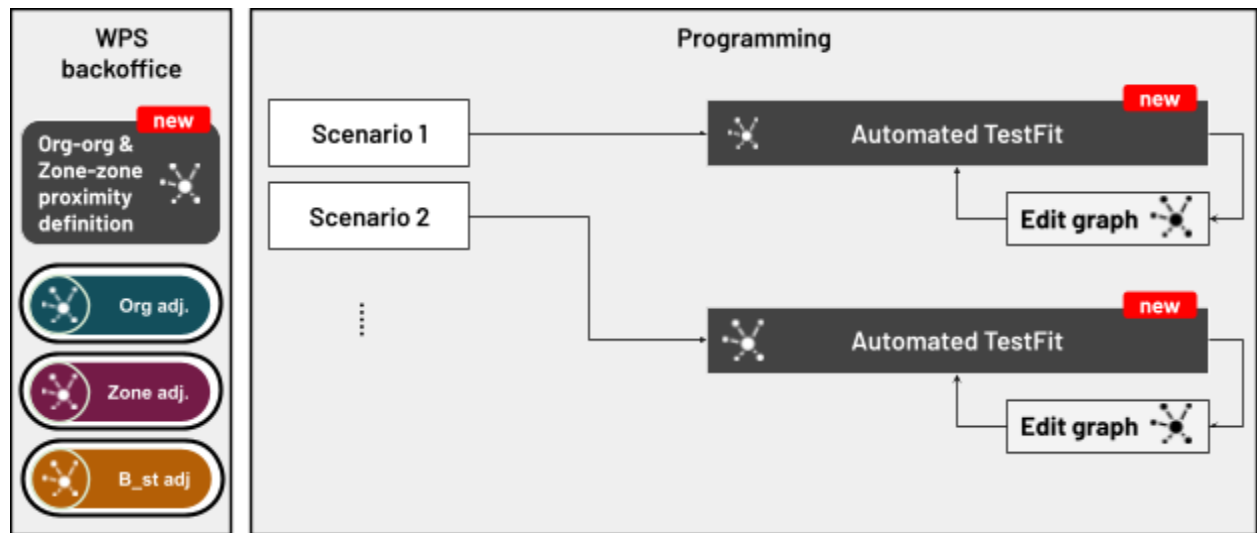 WPS
backoffice
new
Org-org &
Zone-zone
proximity
definition
Org adj.
Zone adj.
B_st adj
Programming
Scenario 1
new
Automated TestFit
Edit graph
Scenario 2
new
Automated TestFit
Edit graph